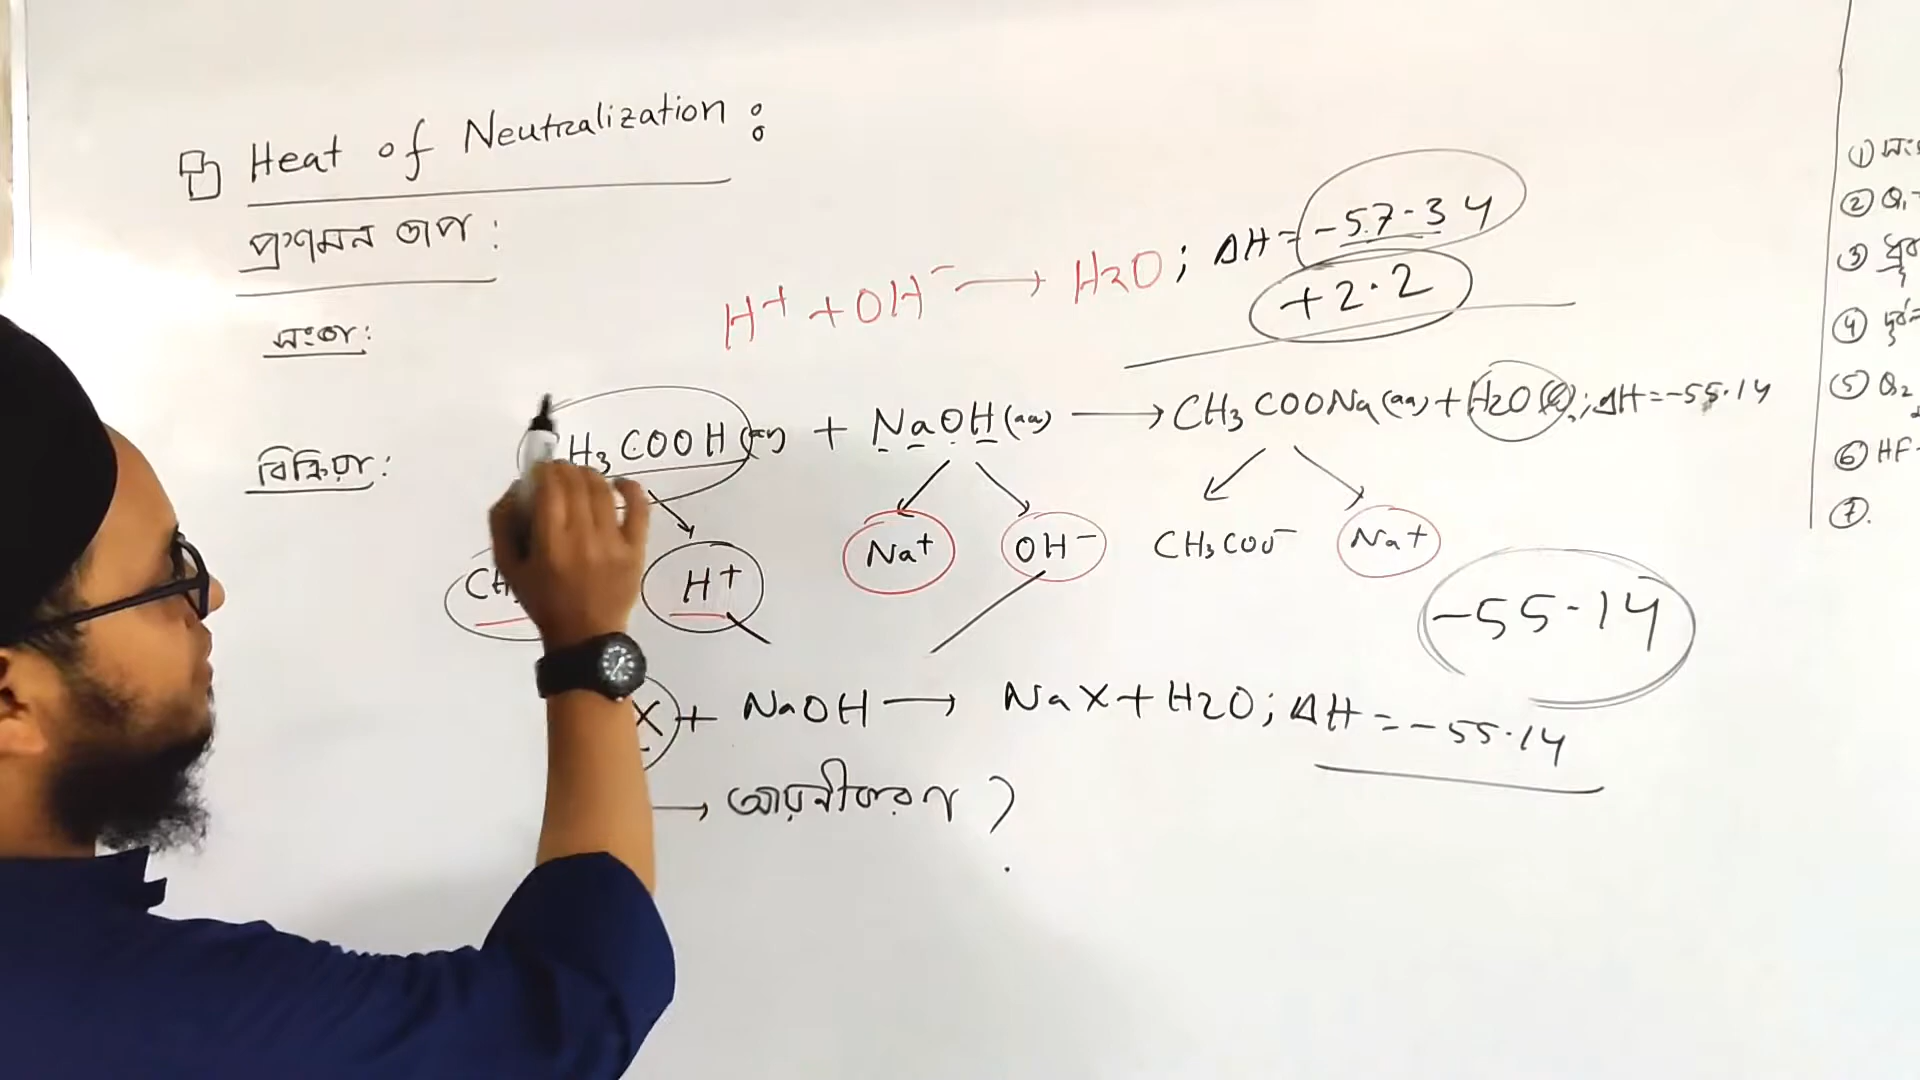 Heat of Neutralization :
প্রশমন তাপ :
সংজ্ঞা:
H+ + OH- → H2O ; ΔH = -57.34
+2.2
বিক্রিয়া:
H3COOH(aq) + NaOH(aq) → CH3COONa(aq) + H2O(l); ΔH = -55.14
CH3 H+ Na+ OH- CH3COO- Na+
-55.14
X + NaOH → NaX + H2O; ΔH = -55.14
→ আয়নীকরণ ?
①
② Q1
③
④
⑤ Q2
⑥ HF
⑦.